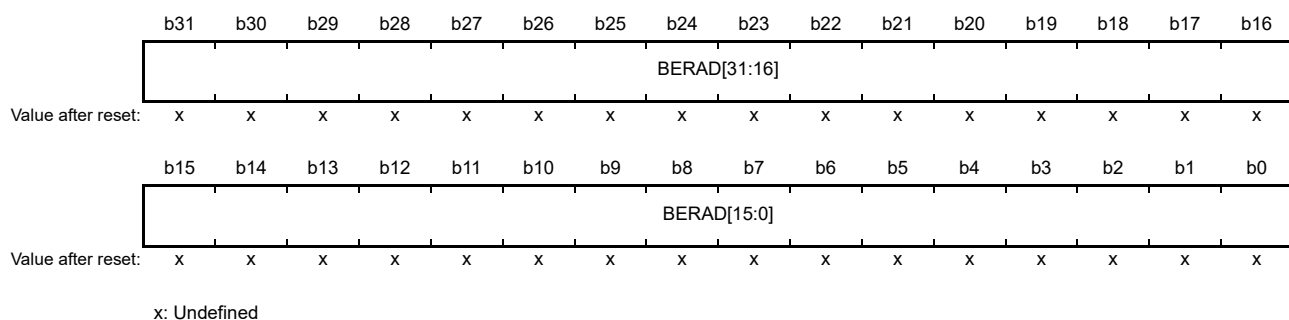 b31 b30 b29 b28 b27 b26 b25 b24 b23 b22 b21 b20 b19 b18 b17 b16
BERAD[31:16]
Value after reset: x x x x x x x x x x x x x x x x
b15 b14 b13 b12 b11 b10 b9 b8 b7 b6 b5 b4 b3 b2 b1 b0
BERAD[15:0]
Value after reset: x x x x x x x x x x x x x x x x
x: Undefined